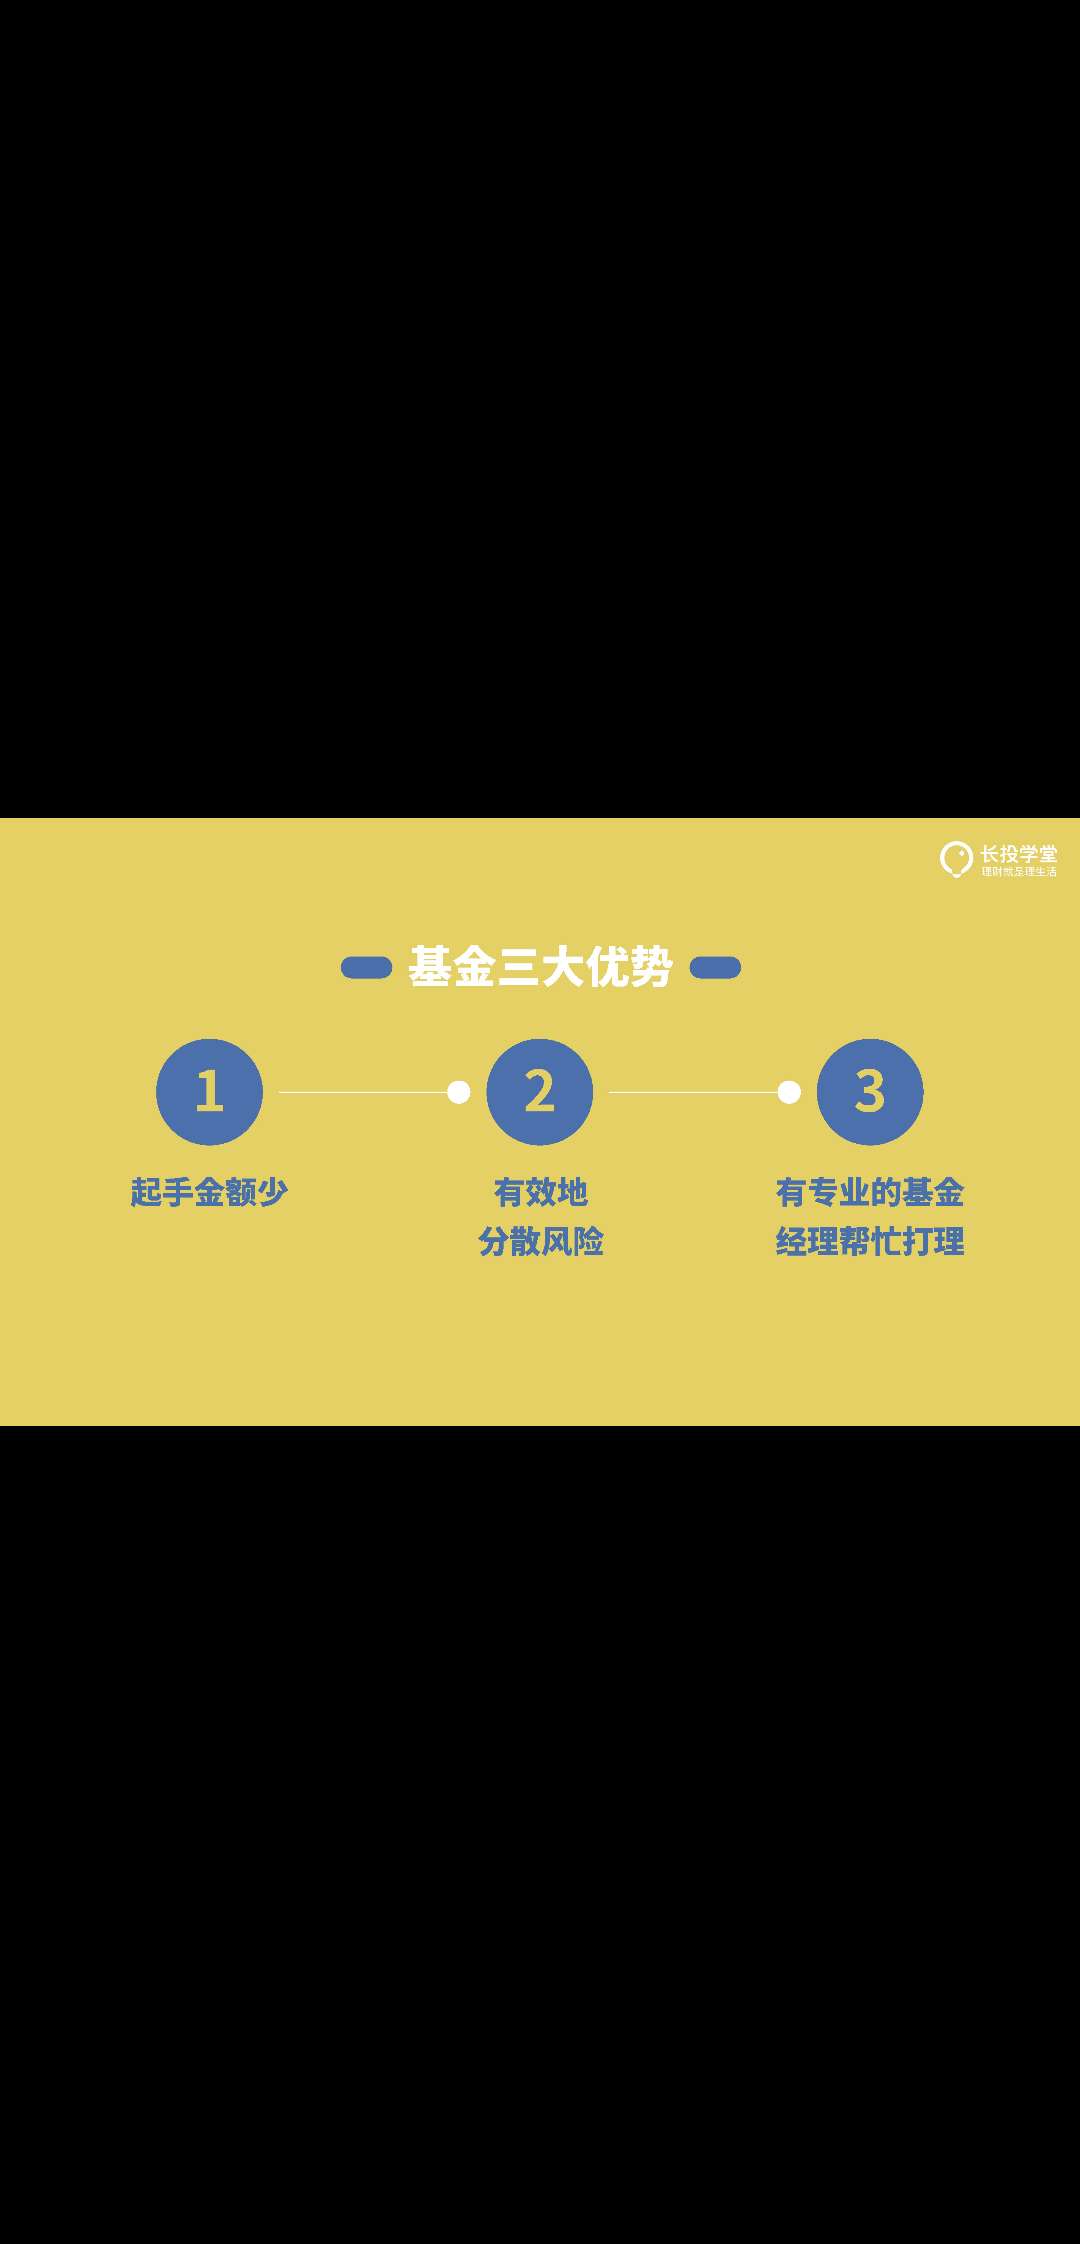 长投学堂
理财就是理生活
基金三大优势
1
2
3
起手金额少
有效地
分散风险
有专业的基金
经理帮忙打理